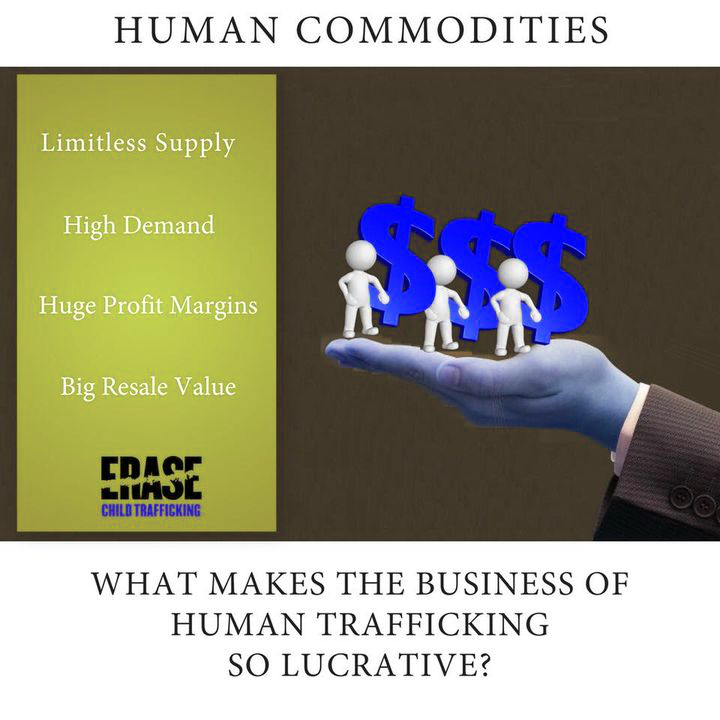 HUMAN COMMODITIES
Limitless Supply
High Demand
Huge Profit Margins
Big Resale Value
ERASE
CHILD TRAFFICKING
$$$
WHAT MAKES THE BUSINESS OF
HUMAN TRAFFICKING
SO LUCRATIVE?